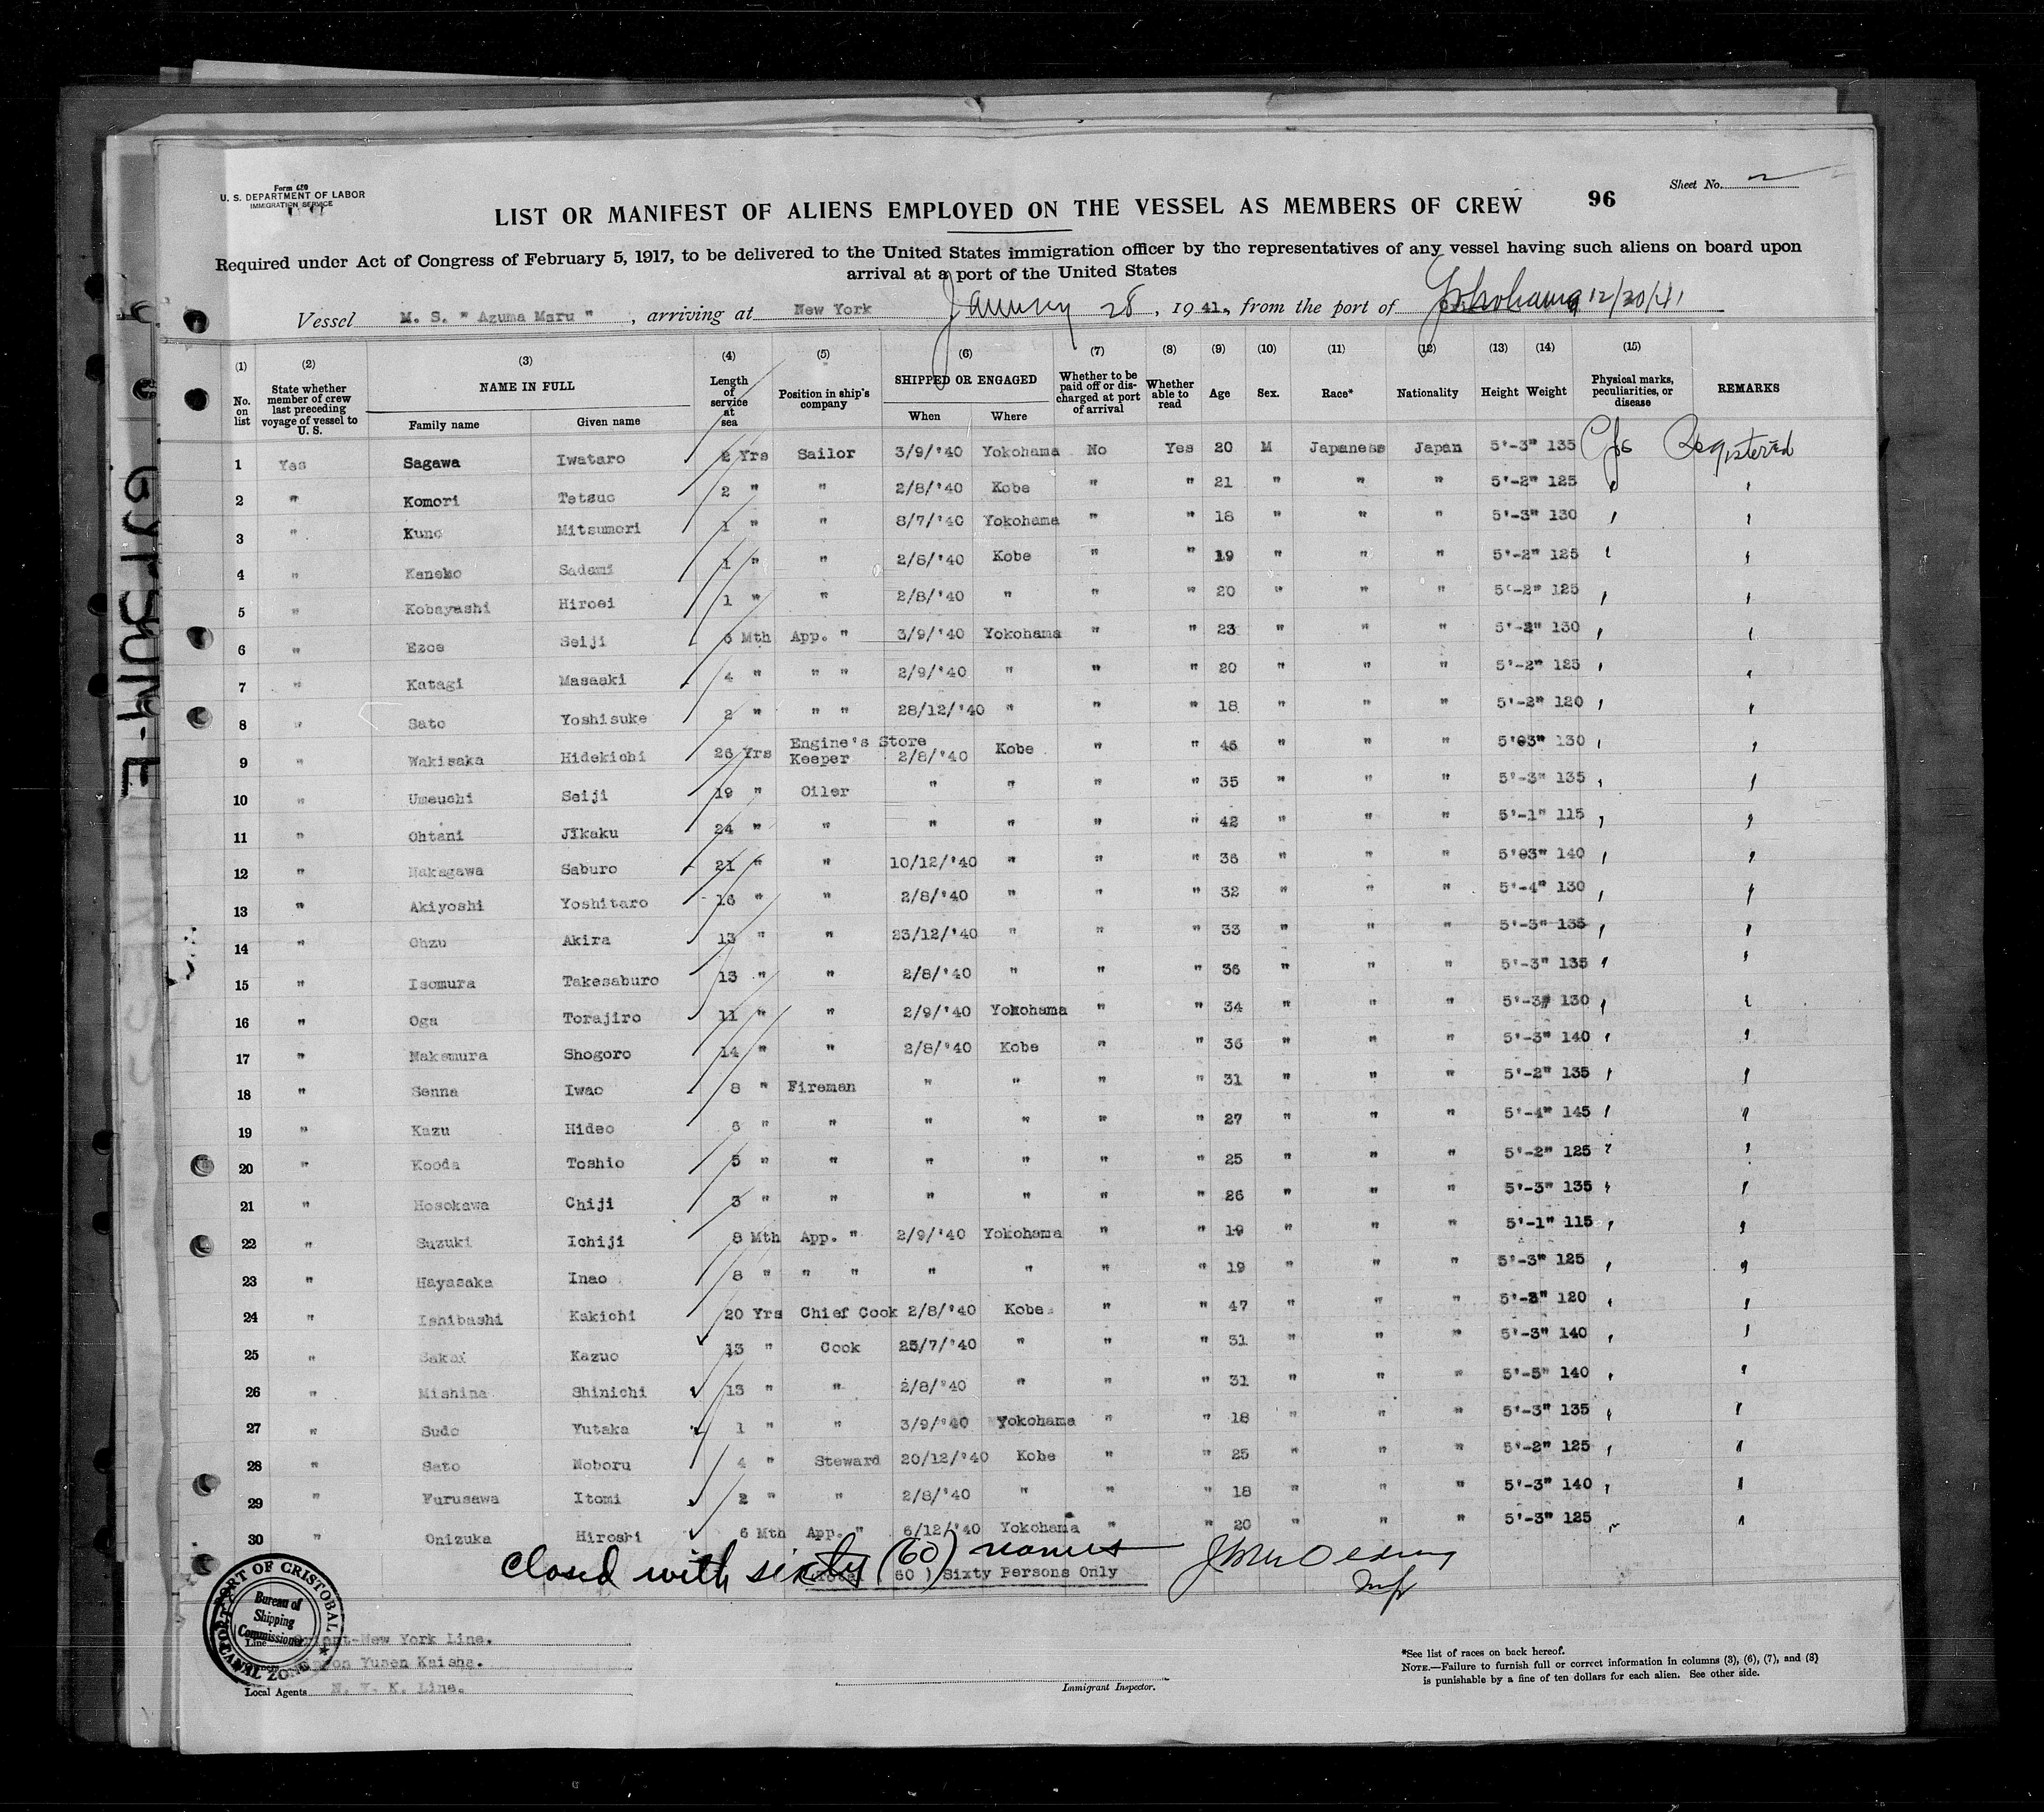 Form 680
U. S. DEPARTMENT OF LABOR
IMMIGRATION SERVICE
Sheet No. 2
LIST OR MANIFEST OF ALIENS EMPLOYED ON THE VESSEL AS MEMBERS OF CREW 96
Required under Act of Congress of February 5, 1917, to be delivered to the United States immigration officer by the representatives of any vessel having such aliens on board upon
arrival at a port of the United States
Vessel M. S. " Azuma Maru ", arriving at New York January 28, 1941, from the port of Yokohama 12/30/41
(1) (2) (3) (4) (5) (6) (7) (8) (9) (10) (11) (12) (13) (14) (15)
No. on list State whether member of crew last preceding voyage of vessel to U. S. NAME IN FULL Family name Given name Length of service at sea Position in ship's company SHIPPED OR ENGAGED When Where Whether to be paid off or discharged at port of arrival Whether able to read Age Sex. Race* Nationality Height Weight Physical marks, peculiarities, or disease REMARKS
1 Yes Sagawa Iwataro 2 Yrs Sailor 3/9/'40 Yokohama No Yes 20 M Japanese Japan 5'-3" 135 Registered
2 " Komori Tetsuo 2 " " 2/8/'40 Kobe " " 21 " " " 5'-2" 125
3 " Kuno Mitsumori 1 " " 8/7/'40 Yokohama " " 18 " " " 5'-3" 130
4 " Kaneko Sadami 1 " " 2/8/'40 Kobe " " 19 " " " 5'-2" 125
5 " Kobayashi Hiroei 1 " " 2/8/'40 " " " 20 " " " 5'-2" 125
6 " Ezoe Seiji 6 Mth App. " 3/9/'40 Yokohama " " 23 " " " 5'-2" 130
7 " Katagi Masaaki 4 " " " 2/9/'40 " " " 20 " " " 5'-2" 125
8 " Sato Yoshisuke 2 " " " 28/12/'40 " " " 18 " " " 5'-2" 120
9 " Wakisaka Hidekichi 26 Yrs Engine's Store Keeper 2/8/'40 Kobe " " 46 " " " 5'03" 130
10 " Umeuchi Seiji 19 " Oiler " " " " 35 " " " 5'-3" 135
11 " Ohtani Jikaku 24 " " " " " " 42 " " " 5'-1" 115
12 " Nakagawa Saburo 21 " " 10/12/'40 " " " 36 " " " 5'03" 140
13 " Akiyoshi Yoshitaro 16 " " 2/8/'40 " " " 32 " " " 5'-4" 130
14 " Ohzu Akira 13 " " 23/12/'40 " " " 33 " " " 5'-3" 135
15 " Isomura Takesaburo 13 " " 2/8/'40 " " " 36 " " " 5'-3" 135
16 " Oga Torajiro 11 " " 2/9/'40 Yokohama " " 34 " " " 5'-3" 130
17 " Nakamura Shogoro 14 " " 2/8/'40 Kobe " " 36 " " " 5'-3" 140
18 " Senna Iwao 8 " Fireman " " " " 31 " " " 5'-2" 135
19 " Kazu Hideo 6 " " " " " " 27 " " " 5'-4" 145
20 " Kooda Toshio 5 " " " " " " 25 " " " 5'-2" 125
21 " Hosokawa Chiji 3 " " " " " " 26 " " " 5'-3" 135
22 " Suzuki Ichiji 8 Mth App. " 2/9/'40 Yokohama " " 19 " " " 5'-1" 115
23 " Hayasaka Inao 8 " " " " " " " 19 " " " 5'-3" 125
24 " Ishibashi Kakichi 20 Yrs Chief Cook 2/8/'40 Kobe " " 47 " " " 5'-3" 120
25 " Sakai Kazuo 13 " Cook 25/7/'40 " " " 31 " " " 5'-3" 140
26 " Mishina Shinichi 13 " " 2/8/'40 " " " 31 " " " 5'-5" 140
27 " Sudo Yutaka 1 " " 3/9/'40 Yokohama " " 18 " " " 5'-3" 135
28 " Sato Noboru 4 " Steward 20/12/'40 Kobe " " 25 " " " 5'-2" 125
29 " Furusawa Itomi 2 " " 2/8/'40 " " " 18 " " " 5'-3" 140
30 " Onizuka Hiroshi 6 Mth App. " 6/12/'40 Yokohama " " 20 " " " 5'-3" 125
Closed with sixty (60) names
60 ) Sixty Persons Only
PORT OF CRISTOBAL
Bureau of
Shipping
Commissioner
CANAL ZONE
Line Orient-New York Line.
Nippon Yusen Kaisha.
Local Agents N. Y. K. Line.
Immigrant Inspector.
*See list of races on back hereof.
NOTE.—Failure to furnish full or correct information in columns (3), (6), (7), and (8)
is punishable by a fine of ten dollars for each alien. See other side.